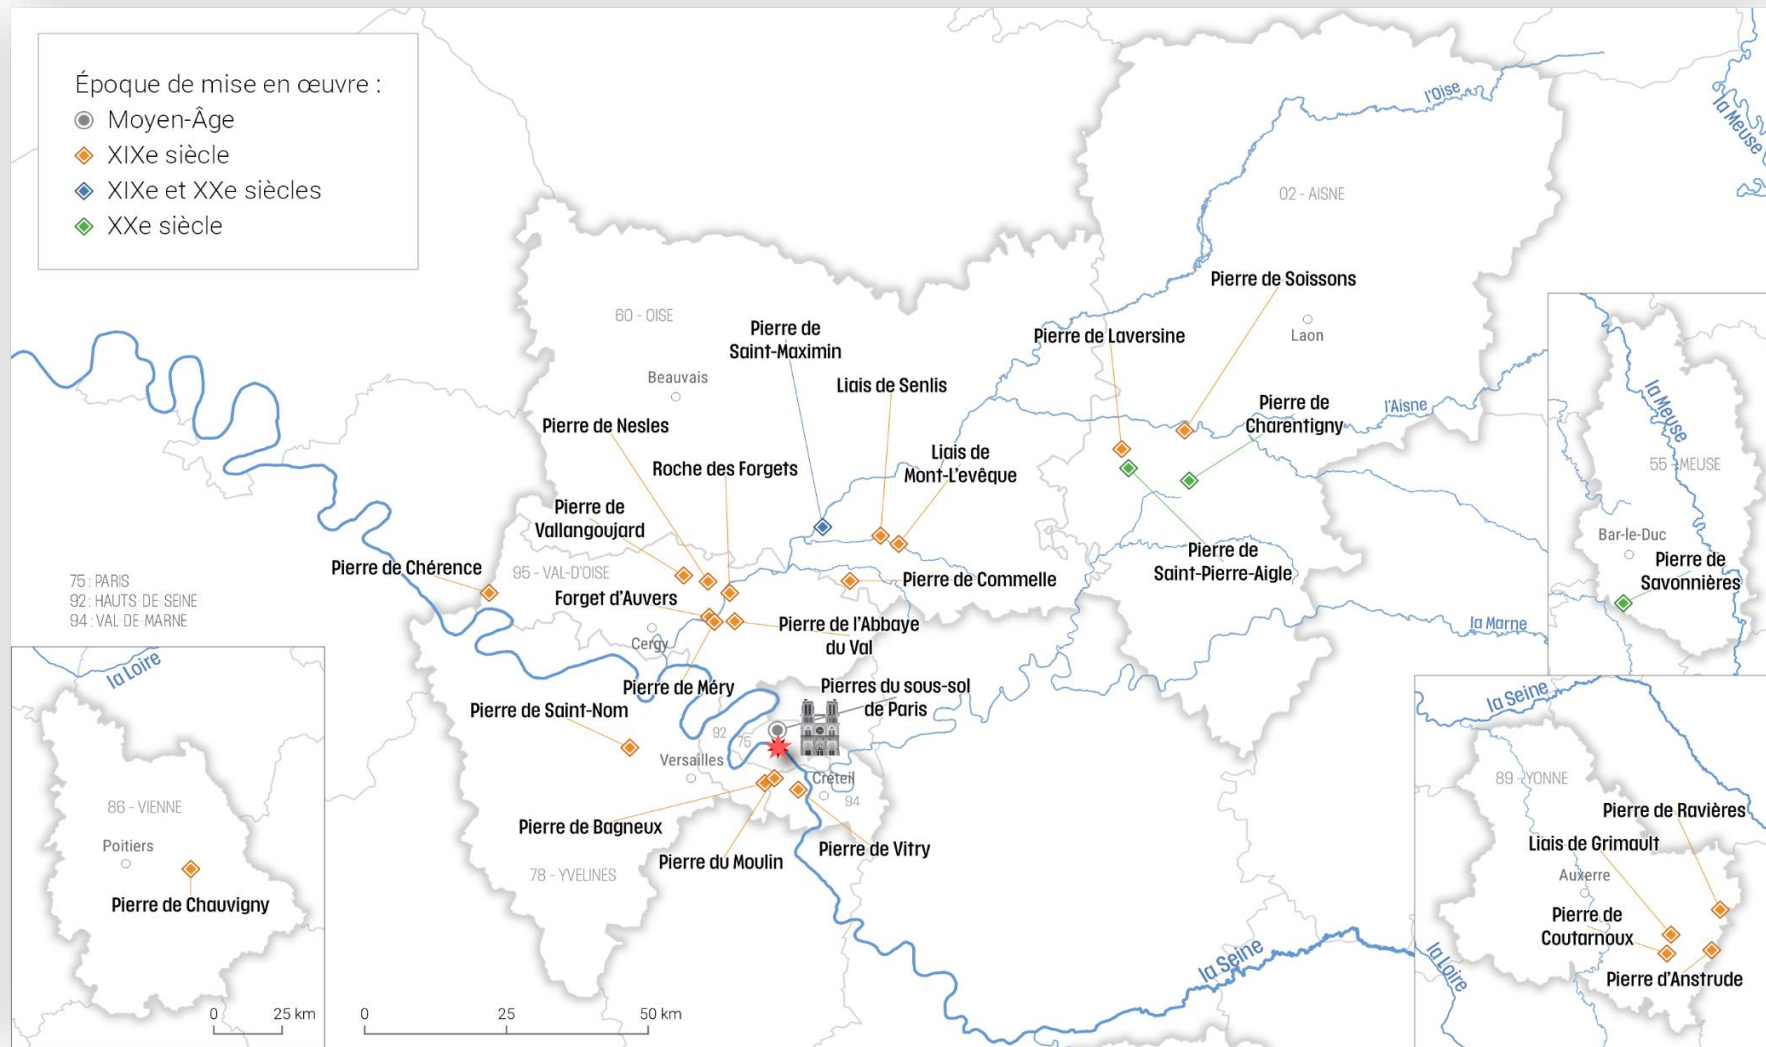 Époque de mise en œuvre :
Moyen-Âge
XIXe siècle
XIXe et XXe siècles
XXe siècle
l'Oise
la Meuse
02 - AISNE
Pierre de Soissons
60 - OISE
Pierre de
Saint-Maximin
Pierre de Laversine
Laon
Beauvais
Liais de Senlis
l'Aisne
Pierre de
Charentigny
la Meuse
Pierre de Nesles
Roche des Forgets
Liais de
Mont-L'evêque
55 - MEUSE
Pierre de
Vallangoujard
Bar-le-Duc
Pierre de
Savonnières
Pierre de
Saint-Pierre-Aigle
Pierre de Chérence
95 - VAL-D'OISE
Pierre de Commelle
75 : PARIS
92 : HAUTS DE SEINE
94 : VAL DE MARNE
Forget d'Auvers
Cergy
Pierre de l'Abbaye
du Val
la Marne
la Loire
Pierre de Méry
Pierres du sous-sol
de Paris
Pierre de Saint-Nom
92
75
Versailles
Créteil
94
la Seine
89 - YONNE
86 - VIENNE
Poitiers
Pierre de Chauvigny
Pierre de Bagneux
Pierre du Moulin
Pierre de Vitry
78 - YVELINES
Pierre de Ravières
Liais de Grimault
Auxerre
Pierre de
Coutarnoux
Pierre d'Anstrude
la Seine
la Loire
0 25 km
0 25 50 km